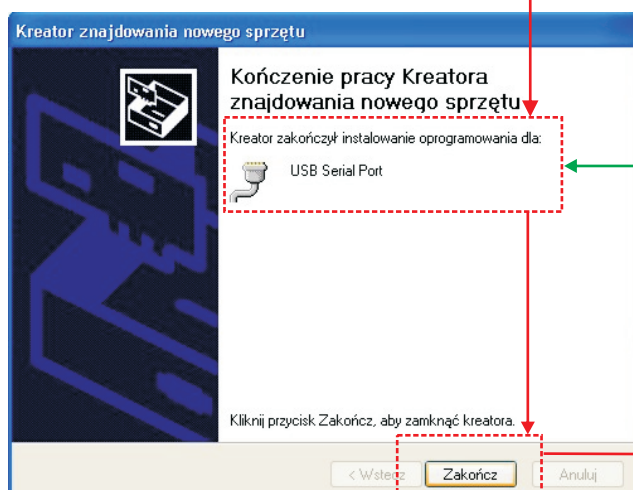 Kreator znajdowania nowego sprzętu
Kończenie pracy Kreatora
znajdowania nowego sprzętu
Kreator zakończył instalowanie oprogramowania dla:
USB Serial Port
Kliknij przycisk Zakończ, aby zamknąć kreatora.
< Wstecz Zakończ Anuluj